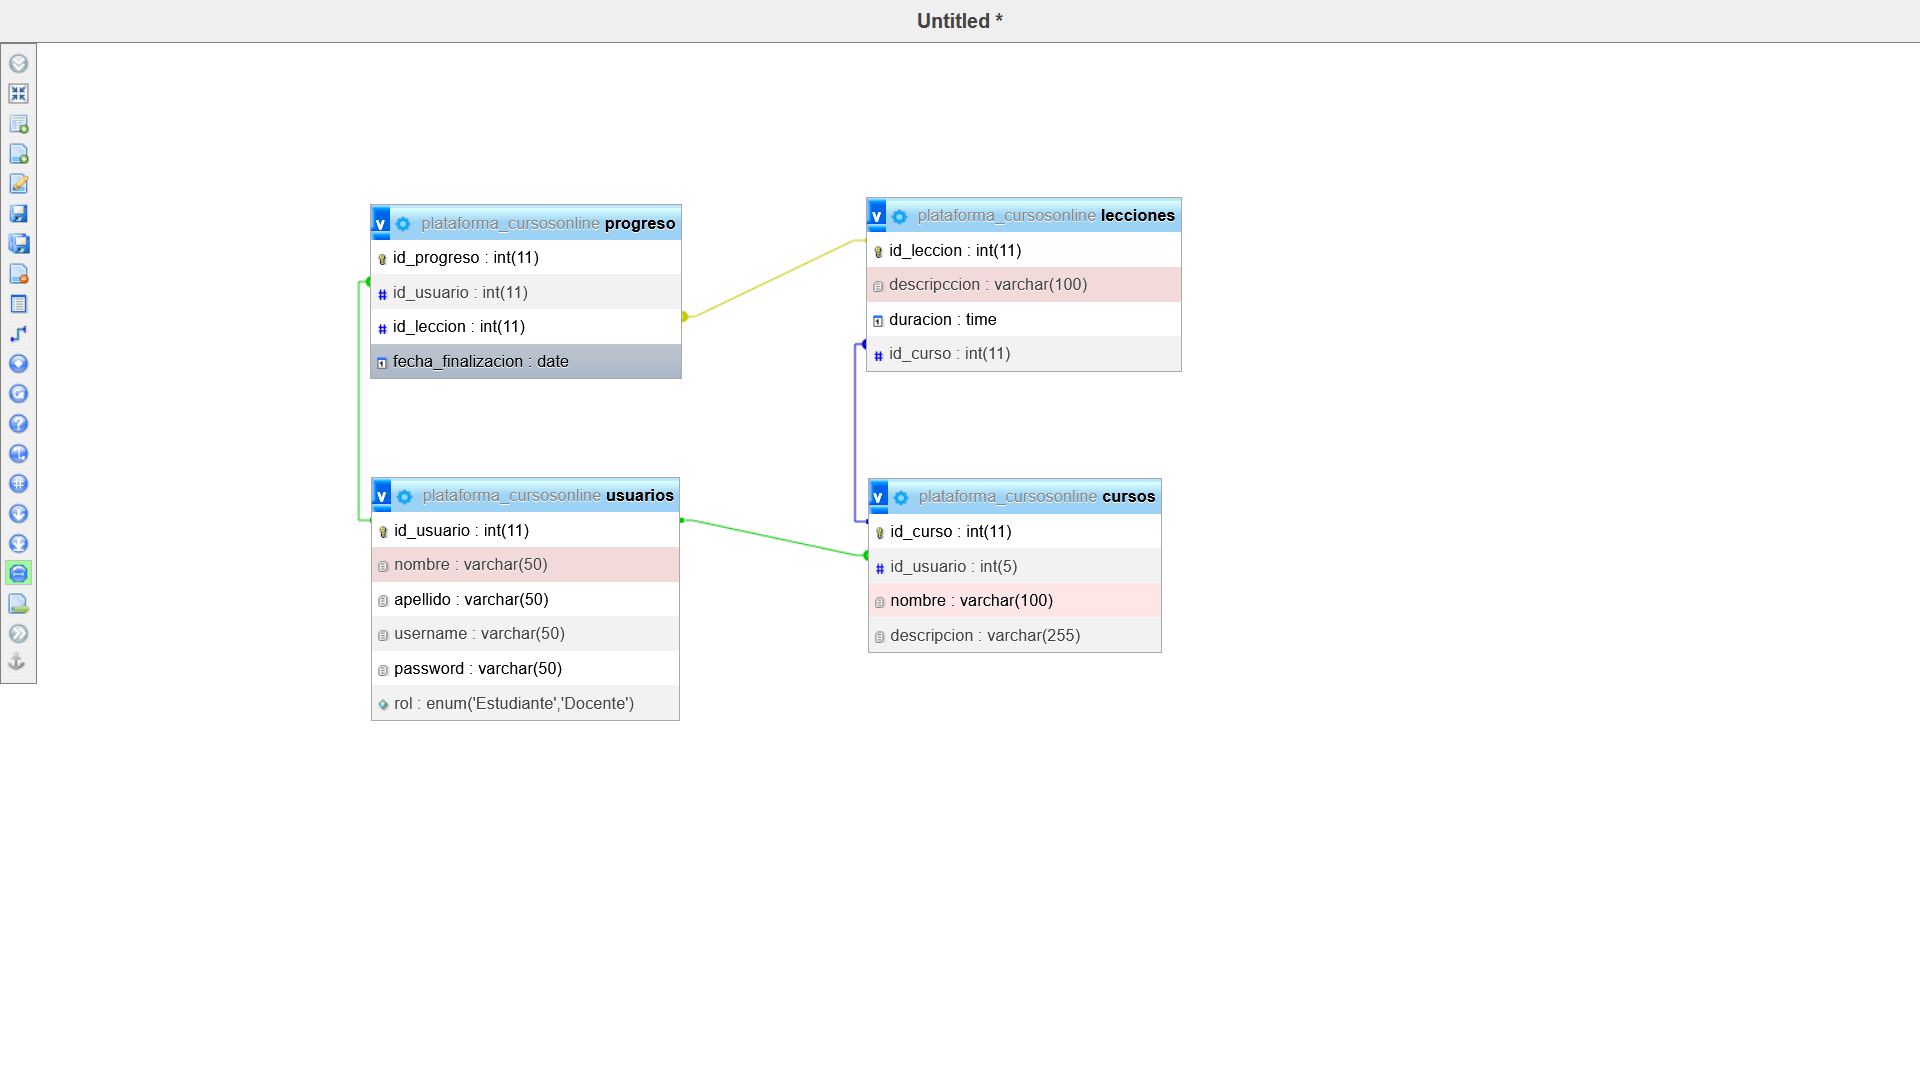 Untitled *
v plataforma_cursosonline progreso
id_progreso : int(11)
id_usuario : int(11)
id_leccion : int(11)
fecha_finalizacion : date
v plataforma_cursosonline lecciones
id_leccion : int(11)
descripccion : varchar(100)
duracion : time
id_curso : int(11)
v plataforma_cursosonline usuarios
id_usuario : int(11)
nombre : varchar(50)
apellido : varchar(50)
username : varchar(50)
password : varchar(50)
rol : enum('Estudiante','Docente')
v plataforma_cursosonline cursos
id_curso : int(11)
id_usuario : int(5)
nombre : varchar(100)
descripcion : varchar(255)